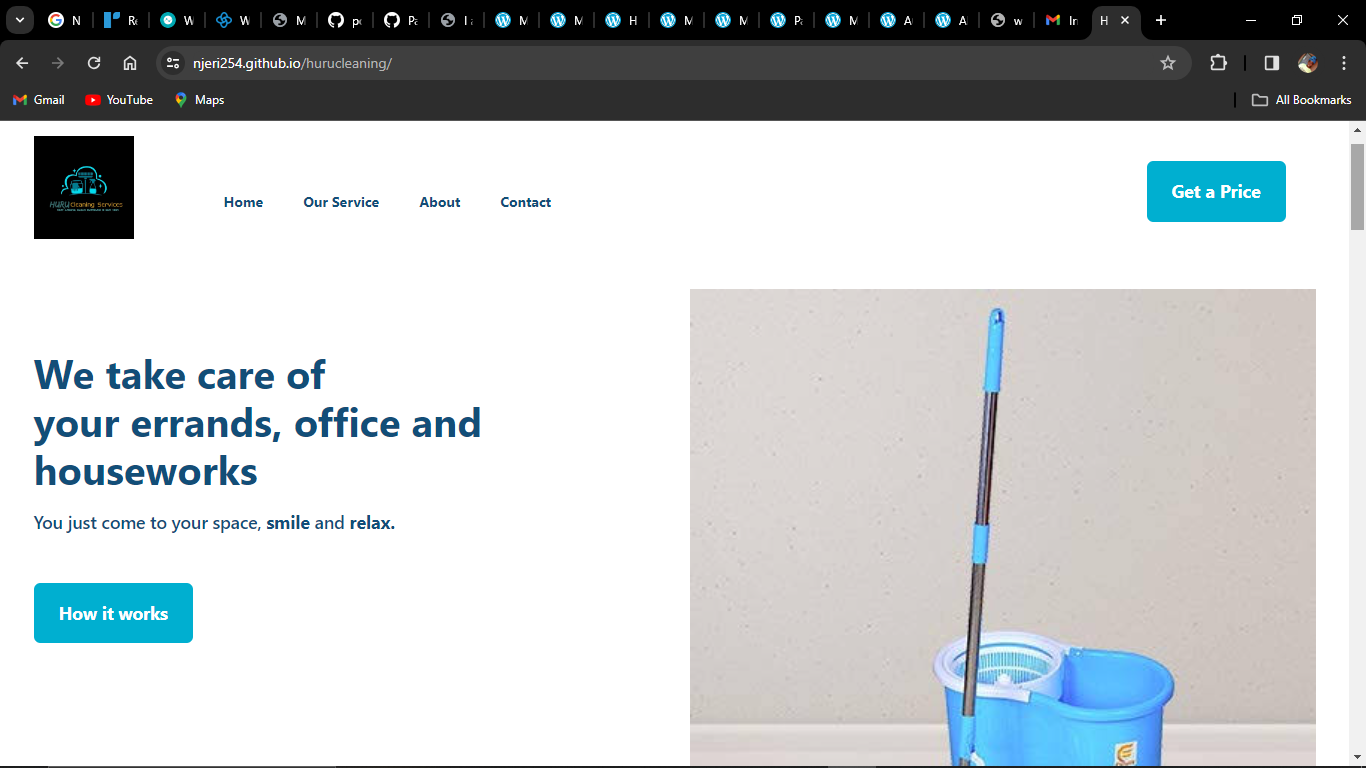 N
Re
W
W
M
po
Pa
I a
M
M
H
M
M
Pa
M
A
A
w
In
H
njeri254.github.io/hurucleaning/
Gmail
YouTube
Maps
All Bookmarks
HURU Cleaning Services
Home
Our Service
About
Contact
Get a Price
We take care of
your errands, office and
houseworks
You just come to your space, smile and relax.
How it works